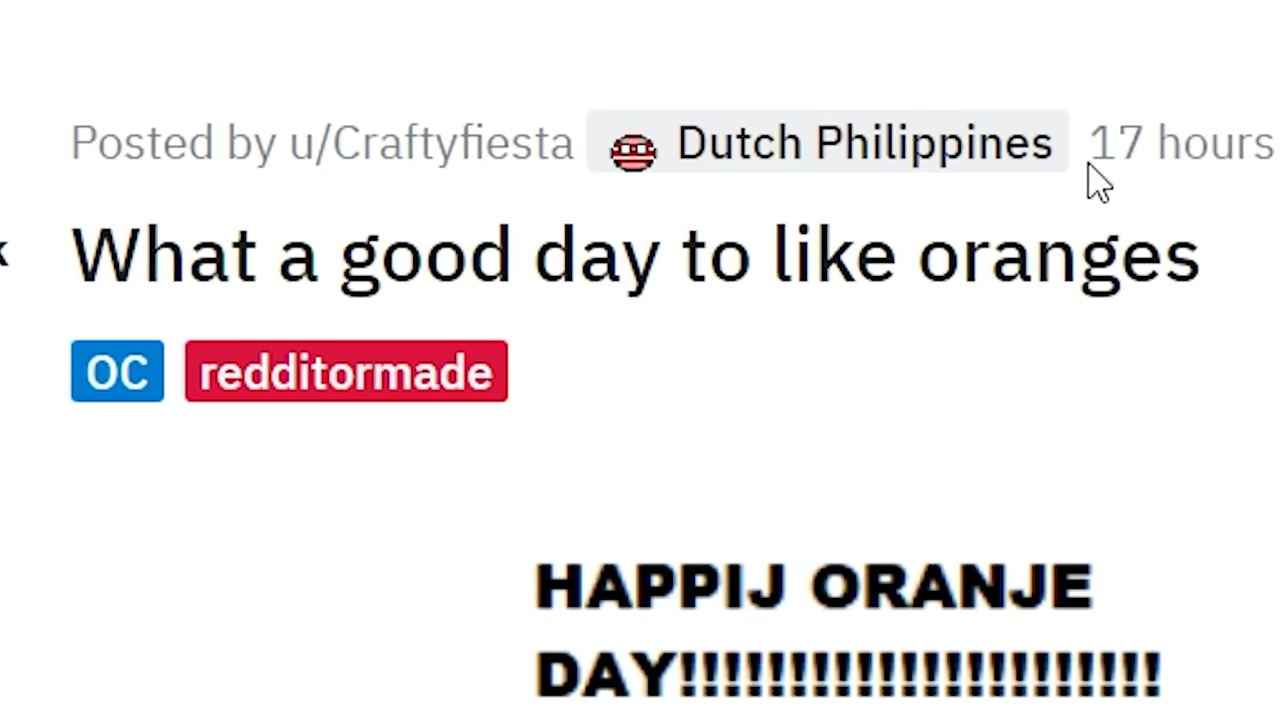 Posted by u/Craftyfiesta Dutch Philippines 17 hours
What a good day to like oranges
OC redditormade
HAPPIJ ORANJE
DAY!!!!!!!!!!!!!!!!!!!!!!!